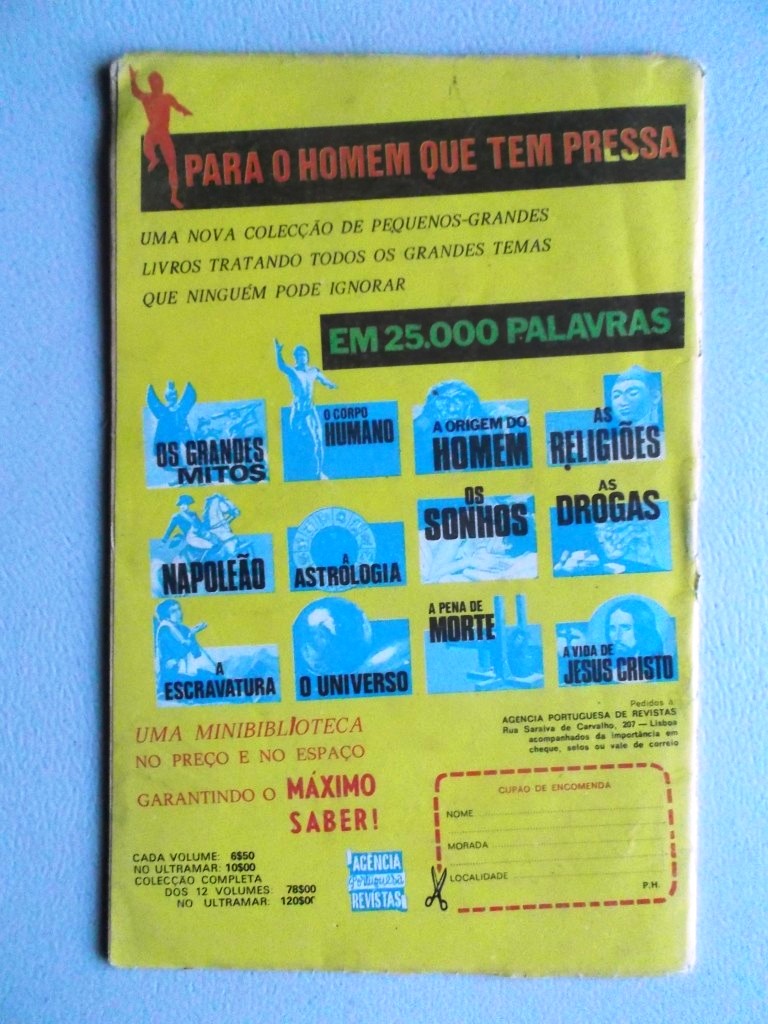 PARA O HOMEM QUE TEM PRESSA
UMA NOVA COLECÇÃO DE PEQUENOS-GRANDES
LIVROS TRATANDO TODOS OS GRANDES TEMAS
QUE NINGUÉM PODE IGNORAR
EM 25.000 PALAVRAS
OS GRANDES
MITOS
O CORPO
HUMANO
A ORIGEM DO
HOMEM
AS
RELIGIÕES
NAPOLEÃO
A
ASTROLOGIA
OS
SONHOS
AS
DROGAS
A
ESCRAVATURA
O UNIVERSO
A PENA DE
MORTE
A VIDA DE
JESUS CRISTO
UMA MINIBIBLIOTECA
NO PREÇO E NO ESPAÇO
GARANTINDO O MÁXIMO
SABER!
Pedidos à
AGENCIA PORTUGUESA DE REVISTAS
Rua Saraiva de Carvalho, 207 — Lisboa
acompanhados da importância em
cheque, selos ou vale de correio
CADA VOLUME: 6$50
NO ULTRAMAR: 10$00
COLECÇÃO COMPLETA
DOS 12 VOLUMES: 78$00
NO ULTRAMAR: 120$00
AGÊNCIA
Portuguesa
REVISTAS
CUPÃO DE ENCOMENDA
NOME
MORADA
LOCALIDADE
P.H.